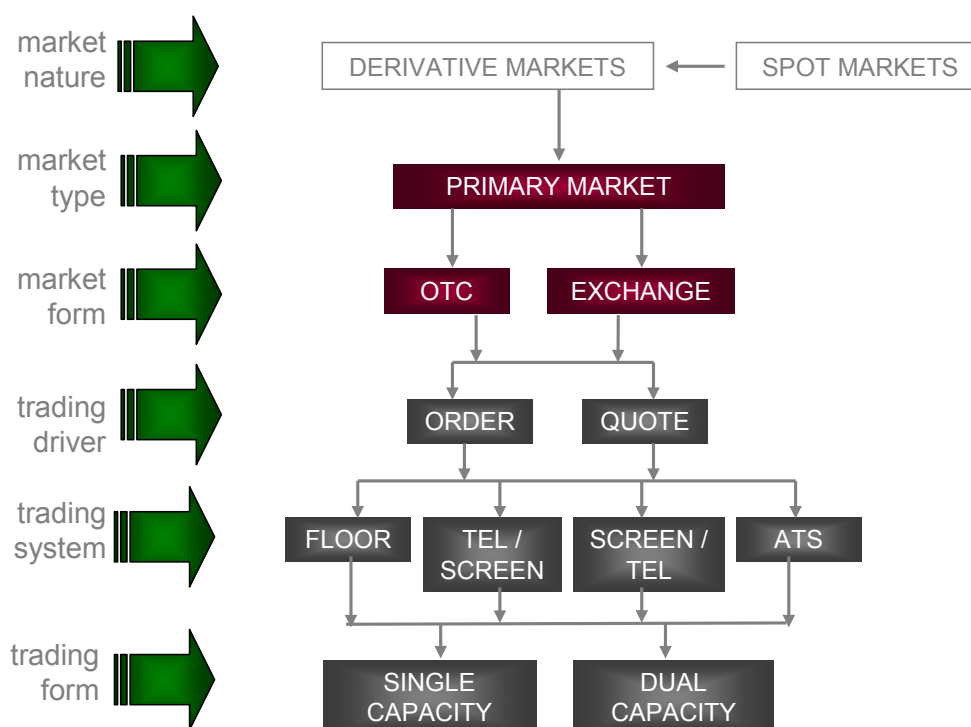 market
nature
DERIVATIVE MARKETS
SPOT MARKETS
market
type
PRIMARY MARKET
market
form
OTC
EXCHANGE
trading
driver
ORDER
QUOTE
trading
system
FLOOR
TEL /
SCREEN
SCREEN /
TEL
ATS
trading
form
SINGLE
CAPACITY
DUAL
CAPACITY